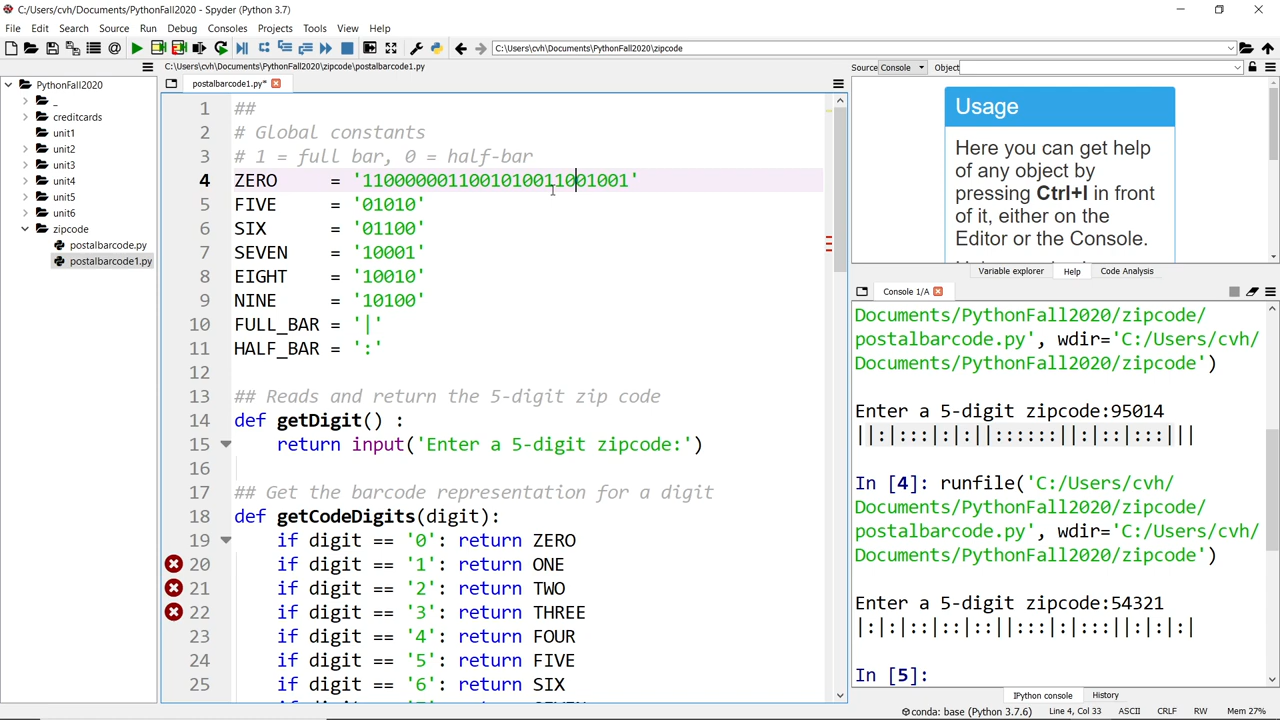 C:/Users/cvh/Documents/PythonFall2020 - Spyder (Python 3.7)
File Edit Search Source Run Debug Consoles Projects Tools View Help
C:\Users\cvh\Documents\PythonFall2020\zipcode
C:\Users\cvh\Documents\PythonFall2020\zipcode\postalbarcode1.py
Source Console Object
PythonFall2020
_
creditcards
unit1
unit2
unit3
unit4
unit5
unit6
zipcode
postalbarcode.py
postalbarcode1.py
postalbarcode1.py*
1 ##
2 # Global constants
3 # 1 = full bar, 0 = half-bar
4 ZERO     = '1100000011001010011001001'
5 FIVE     = '01010'
6 SIX      = '01100'
7 SEVEN    = '10001'
8 EIGHT    = '10010'
9 NINE     = '10100'
10 FULL_BAR = '|'
11 HALF_BAR = ':'
12
13 ## Reads and return the 5-digit zip code
14 def getDigit() :
15     return input('Enter a 5-digit zipcode:')
16
17 ## Get the barcode representation for a digit
18 def getCodeDigits(digit):
19     if digit == '0': return ZERO
20     if digit == '1': return ONE
21     if digit == '2': return TWO
22     if digit == '3': return THREE
23     if digit == '4': return FOUR
24     if digit == '5': return FIVE
25     if digit == '6': return SIX
Usage
Here you can get help
of any object by
pressing Ctrl+I in front
of it, either on the
Editor or the Console.
Variable explorer Help Code Analysis
Console 1/A
Documents/PythonFall2020/zipcode/
postalbarcode.py', wdir='C:/Users/cvh/
Documents/PythonFall2020/zipcode')
Enter a 5-digit zipcode:95014
||:|:::|:|:||::::::||:|::|:::|||
In [4]: runfile('C:/Users/cvh/
Documents/PythonFall2020/zipcode/
postalbarcode.py', wdir='C:/Users/cvh/
Documents/PythonFall2020/zipcode')
Enter a 5-digit zipcode:54321
|:|:|::|::|::||:::|:|:::||:|:|:|
In [5]:
IPython console History
conda: base (Python 3.7.6) Line 4, Col 33 ASCII CRLF RW Mem 27%